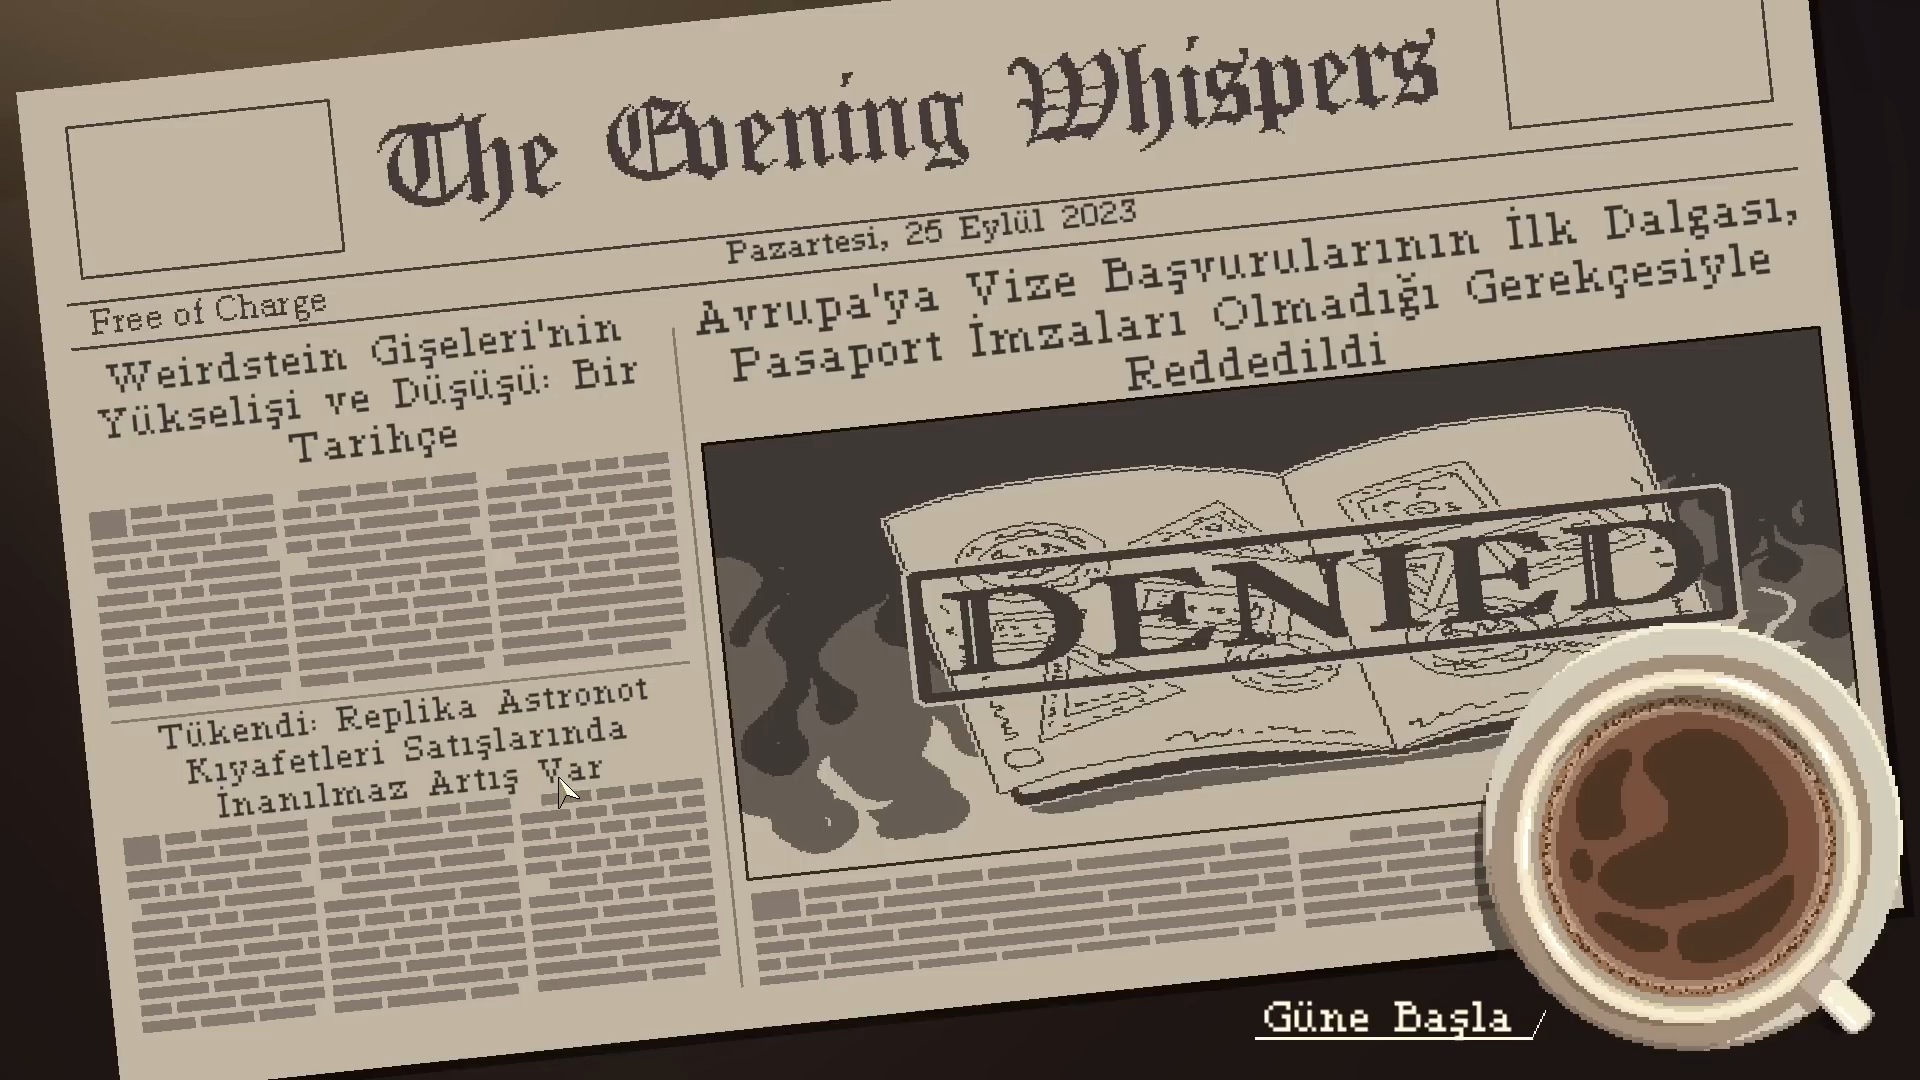 The Evening Whispers
Pazartesi, 25 Eylül 2023
Free of Charge
Weirdstein Gişeleri'nin
Yükselişi ve Düşüşü: Bir
Tarihçe
Avrupa'ya Vize Başvurularının İlk Dalgası,
Pasaport İmzaları Olmadığı Gerekçesiyle
Reddedildi
DENIED
Tükendi: Replika Astronot
Kıyafetleri Satışlarında
İnanılmaz Artış Var
Güne Başla